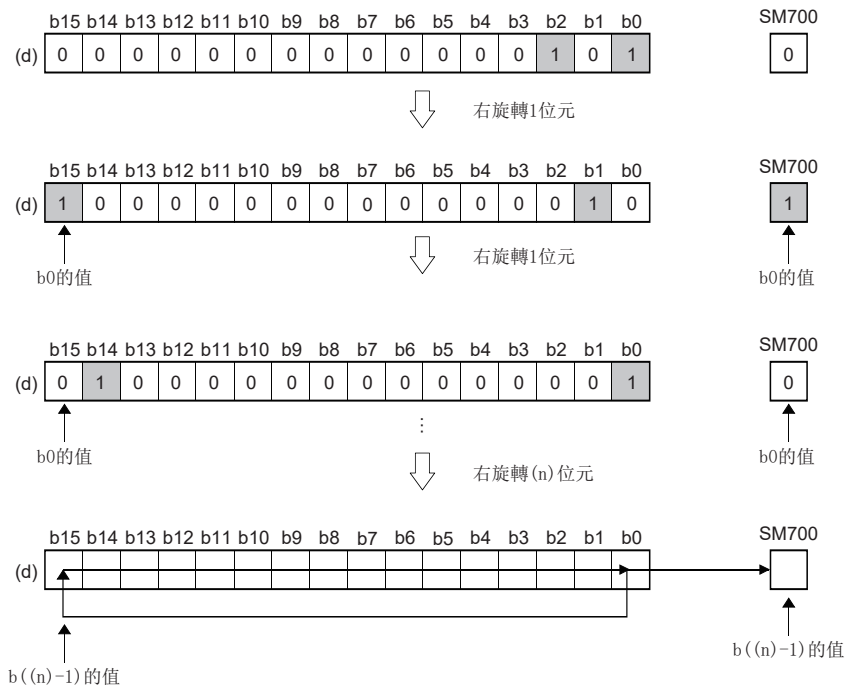 b15 b14 b13 b12 b11 b10 b9 b8 b7 b6 b5 b4 b3 b2 b1 b0 SM700
(d) 0 0 0 0 0 0 0 0 0 0 0 0 0 1 0 1 0
右旋轉1位元
b15 b14 b13 b12 b11 b10 b9 b8 b7 b6 b5 b4 b3 b2 b1 b0 SM700
(d) 1 0 0 0 0 0 0 0 0 0 0 0 0 0 1 0 1
b0的值 右旋轉1位元 b0的值
b15 b14 b13 b12 b11 b10 b9 b8 b7 b6 b5 b4 b3 b2 b1 b0 SM700
(d) 0 1 0 0 0 0 0 0 0 0 0 0 0 0 0 1 0
⋮
b0的值 右旋轉(n)位元 b0的值
b15 b14 b13 b12 b11 b10 b9 b8 b7 b6 b5 b4 b3 b2 b1 b0 SM700
(d)
b((n)-1)的值 b((n)-1)的值